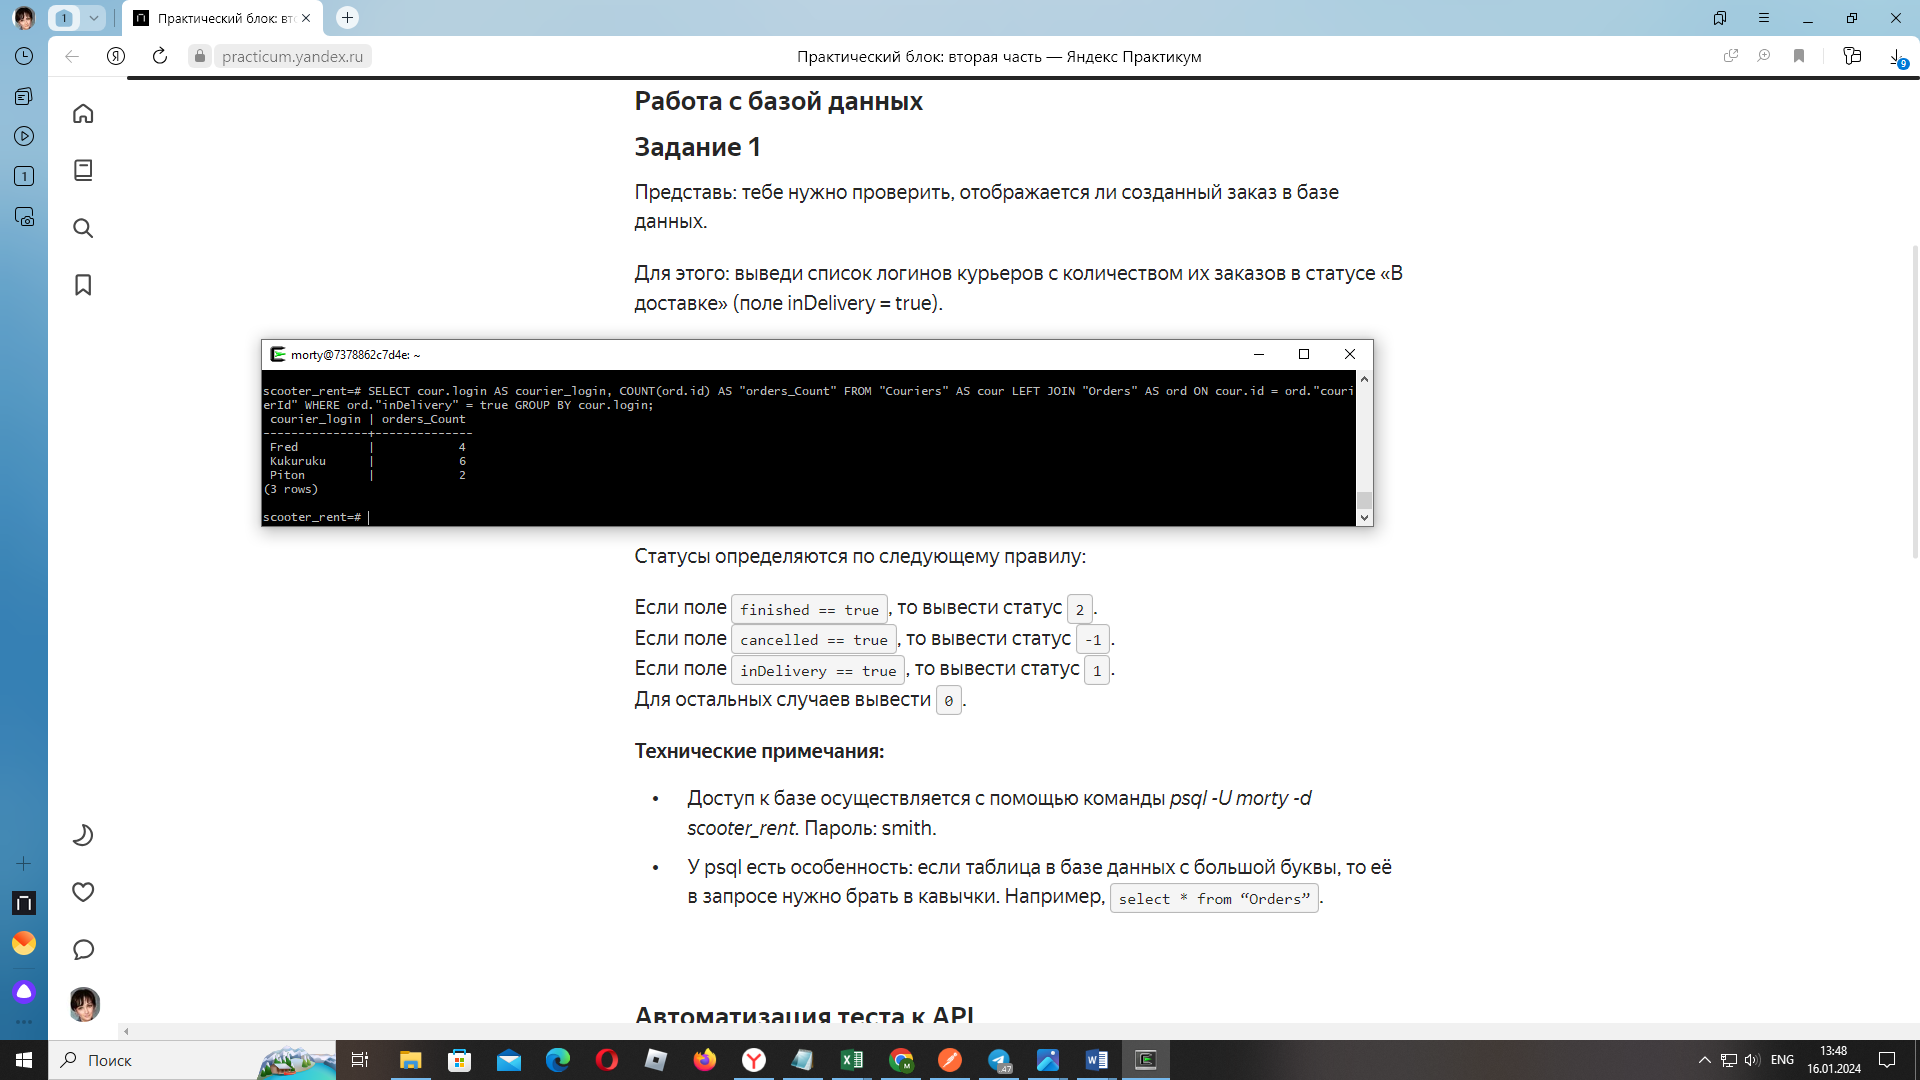 1
Практический блок: вто
practicum.yandex.ru
Практический блок: вторая часть — Яндекс Практикум
9
1
Работа с базой данных
Задание 1
Представь: тебе нужно проверить, отображается ли созданный заказ в базе
данных.
Для этого: выведи список логинов курьеров с количеством их заказов в статусе «В
доставке» (поле inDelivery = true).
morty@7378862c7d4e: ~
scooter_rent=# SELECT cour.login AS courier_login, COUNT(ord.id) AS "orders_Count" FROM "Couriers" AS cour LEFT JOIN "Orders" AS ord ON cour.id = ord."couri
erId" WHERE ord."inDelivery" = true GROUP BY cour.login;
courier_login | orders_Count
---------------+--------------
Fred | 4
Kukuruku | 6
Piton | 2
(3 rows)
scooter_rent=#
Статусы определяются по следующему правилу:
Если поле finished == true, то вывести статус 2.
Если поле cancelled == true, то вывести статус -1.
Если поле inDelivery == true, то вывести статус 1.
Для остальных случаев вывести 0.
Технические примечания:
• Доступ к базе осуществляется с помощью команды psql -U morty -d
scooter_rent. Пароль: smith.
• У psql есть особенность: если таблица в базе данных с большой буквы, то её
в запросе нужно брать в кавычки. Например, select * from “Orders”.
Автоматизация теста к API
Поиск
.47
ENG
13:48
16.01.2024